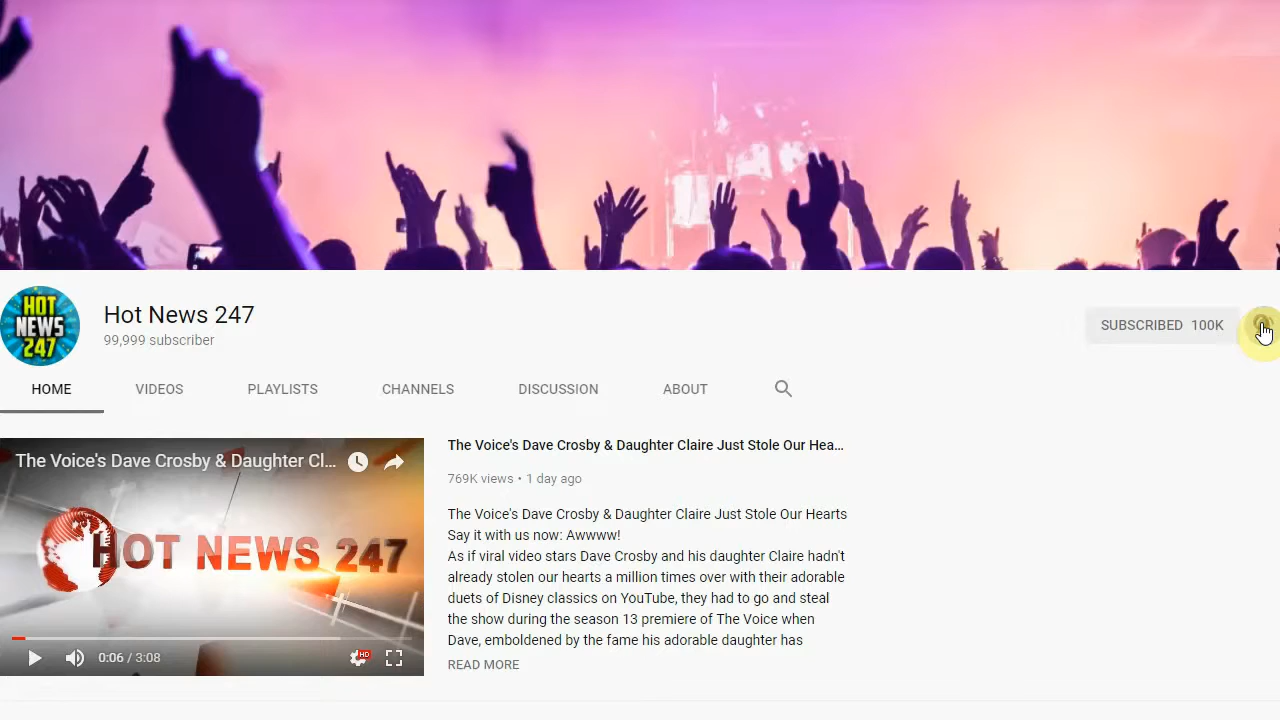 HOT
NEWS
247
Hot News 247
99,999 subscriber
SUBSCRIBED 100K
HOME VIDEOS PLAYLISTS CHANNELS DISCUSSION ABOUT
The Voice's Dave Crosby & Daughter Cl...
HOT NEWS 247
0:06 / 3:08
HD
The Voice's Dave Crosby & Daughter Claire Just Stole Our Hea...
769K views • 1 day ago
The Voice's Dave Crosby & Daughter Claire Just Stole Our Hearts
Say it with us now: Awwww!
As if viral video stars Dave Crosby and his daughter Claire hadn't
already stolen our hearts a million times over with their adorable
duets of Disney classics on YouTube, they had to go and steal
the show during the season 13 premiere of The Voice when
Dave, emboldened by the fame his adorable daughter has
READ MORE